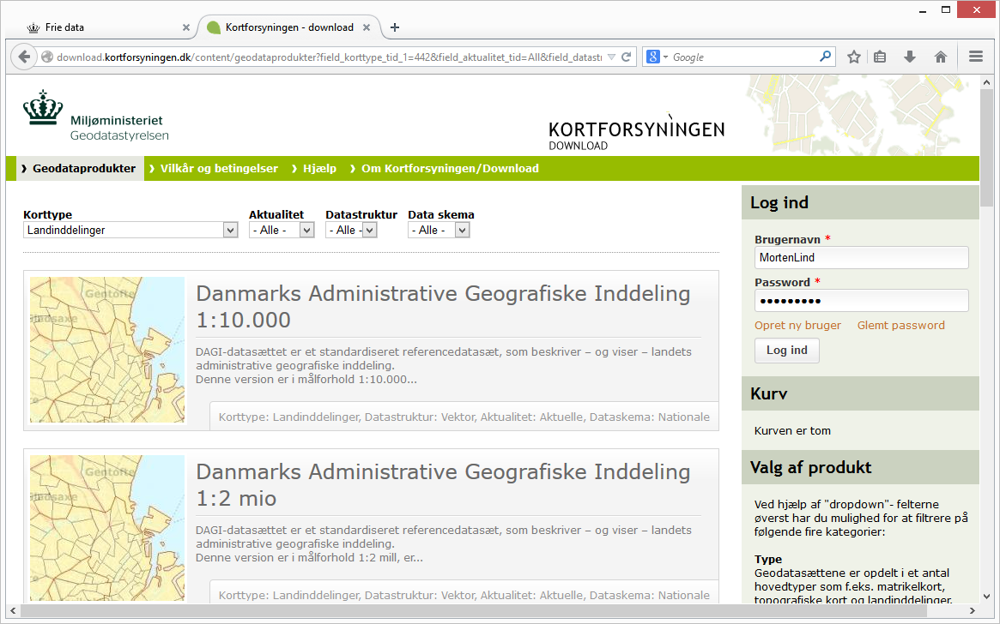 Frie data
Kortforsyningen - download
download.kortforsyningen.dk/content/geodataprodukter?field_korttype_tid_1=442&field_aktualitet_tid=All&field_datastr
8 Google
Miljøministeriet
Geodatastyrelsen
KORTFORSYNINGEN
DOWNLOAD
Geodataprodukter Vilkår og betingelser Hjælp Om Kortforsyningen/Download
Korttype Aktualitet Datastruktur Data skema
Landinddelinger - Alle - - Alle - - Alle -
Gentofte
Danmarks Administrative Geografiske Inddeling
1:10.000
DAGI-datasættet er et standardiseret referencedatasæt, som beskriver – og viser – landets
administrative geografiske inddeling.
Denne version er i målforhold 1:10.000...
Korttype: Landinddelinger, Datastruktur: Vektor, Aktualitet: Aktuelle, Dataskema: Nationale
Gentofte
Danmarks Administrative Geografiske Inddeling
1:2 mio
DAGI-datasættet er et standardiseret referencedatasæt, som beskriver – og viser – landets
administrative geografiske inddeling.
Denne version er i målforhold 1:2 mill, er...
Korttype: Landinddelinger, Datastruktur: Vektor, Aktualitet: Aktuelle, Dataskema: Nationale
Log ind
Brugernavn *
MortenLind
Password *
●●●●●●●●●
Opret ny bruger Glemt password
Log ind
Kurv
Kurven er tom
Valg af produkt
Ved hjælp af "dropdown"- felterne
øverst har du mulighed for at filtrere på
følgende fire kategorier:
Type
Geodatasættene er opdelt i et antal
hovedtyper som f.eks. matrikelkort,
topografiske kort og landinddelinger.